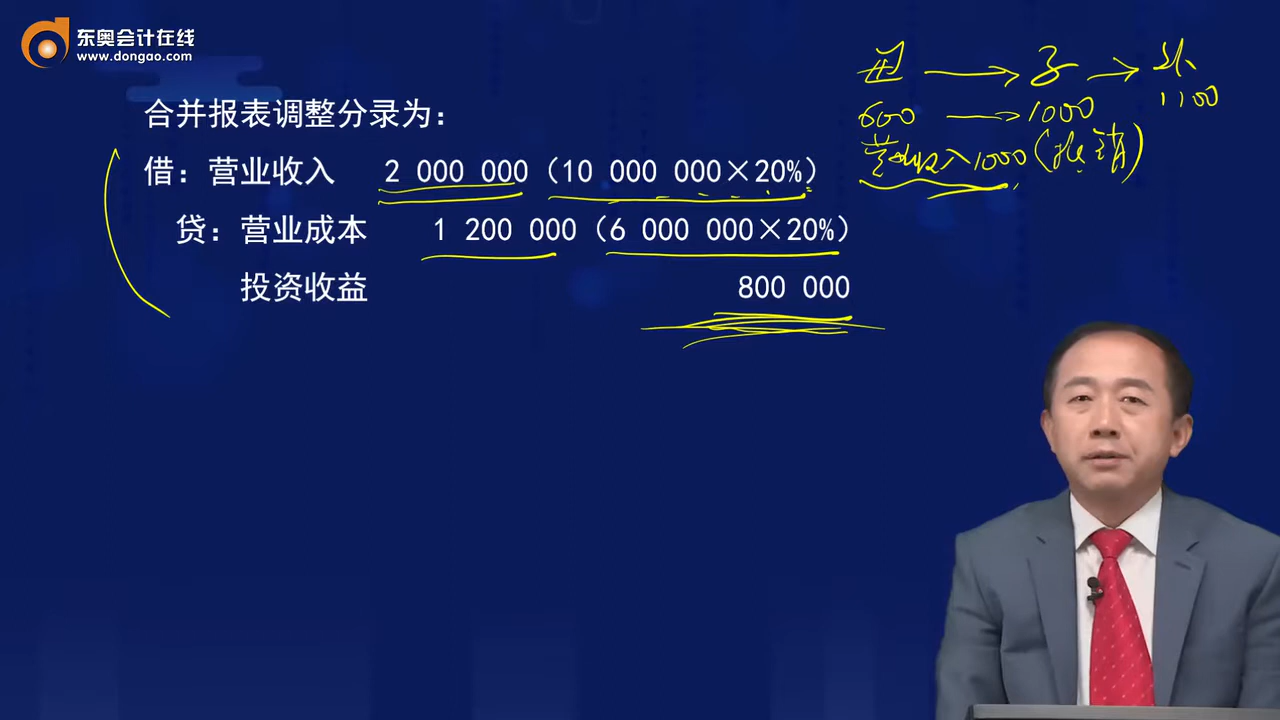 东奥会计在线
www.dongao.com
合并报表调整分录为：
借：营业收入 2 000 000（10 000 000×20%）
贷：营业成本 1 200 000（6 000 000×20%）
投资收益 800 000
母 → 子 →
600 → 1000 1100
营业收入1000（抵销）